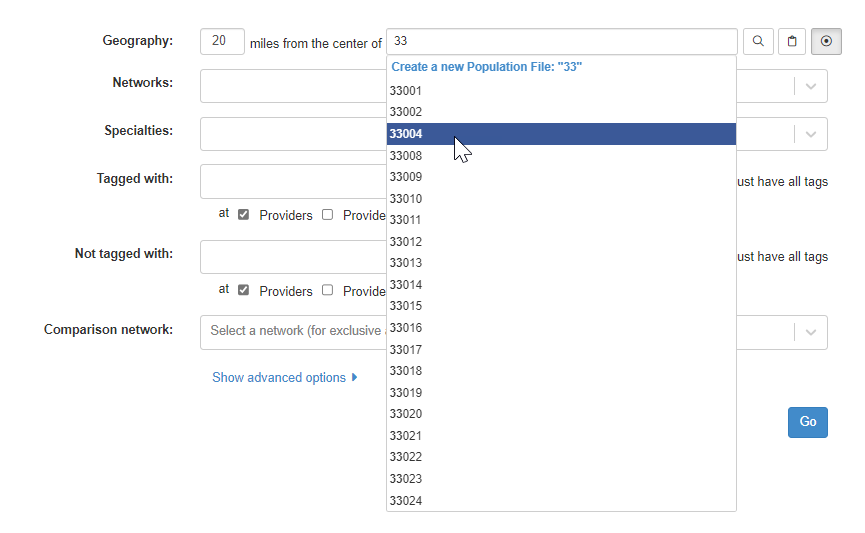 Geography: 20 miles from the center of 33
Create a new Population File: "33"
Networks:
33001
33002
Specialties:
33004
33008
33009
Tagged with:
ust have all tags
33010
at Providers Provide
33011
33012
Not tagged with:
ust have all tags
33013
33014
at Providers Provide
33015
33016
Comparison network: Select a network (for exclusive
33017
33018
Show advanced options
33019
33020
Go
33021
33022
33023
33024